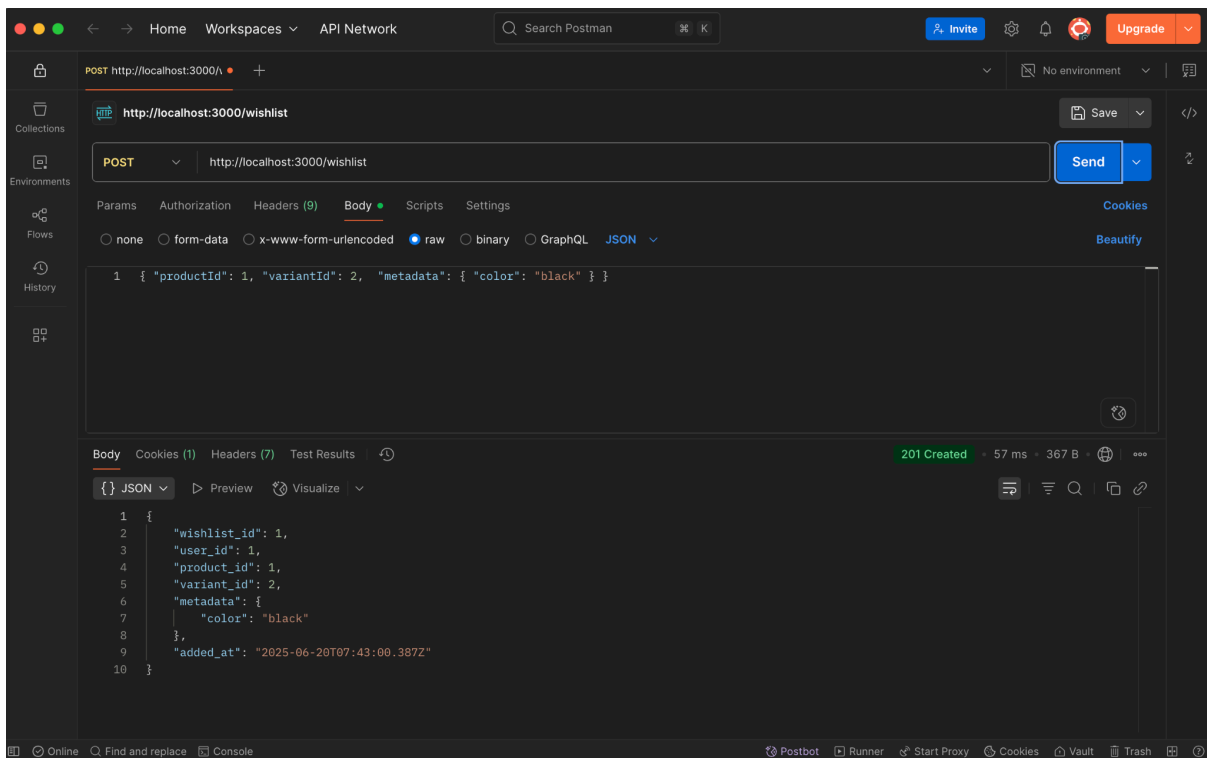 Home Workspaces API Network Search Postman ⌘ K Invite Upgrade
POST http://localhost:3000/v No environment
HTTP http://localhost:3000/wishlist Save
Collections
POST http://localhost:3000/wishlist Send
Environments
Params Authorization Headers (9) Body Scripts Settings Cookies
Flows
none form-data x-www-form-urlencoded raw binary GraphQL JSON Beautify
History
1 { "productId": 1, "variantId": 2,  "metadata": { "color": "black" } }
Body Cookies (1) Headers (7) Test Results 201 Created 57 ms 367 B
{} JSON Preview Visualize
1 {
2 "wishlist_id": 1,
3 "user_id": 1,
4 "product_id": 1,
5 "variant_id": 2,
6 "metadata": {
7 "color": "black"
8 },
9 "added_at": "2025-06-20T07:43:00.387Z"
10 }
Online Find and replace Console Postbot Runner Start Proxy Cookies Vault Trash